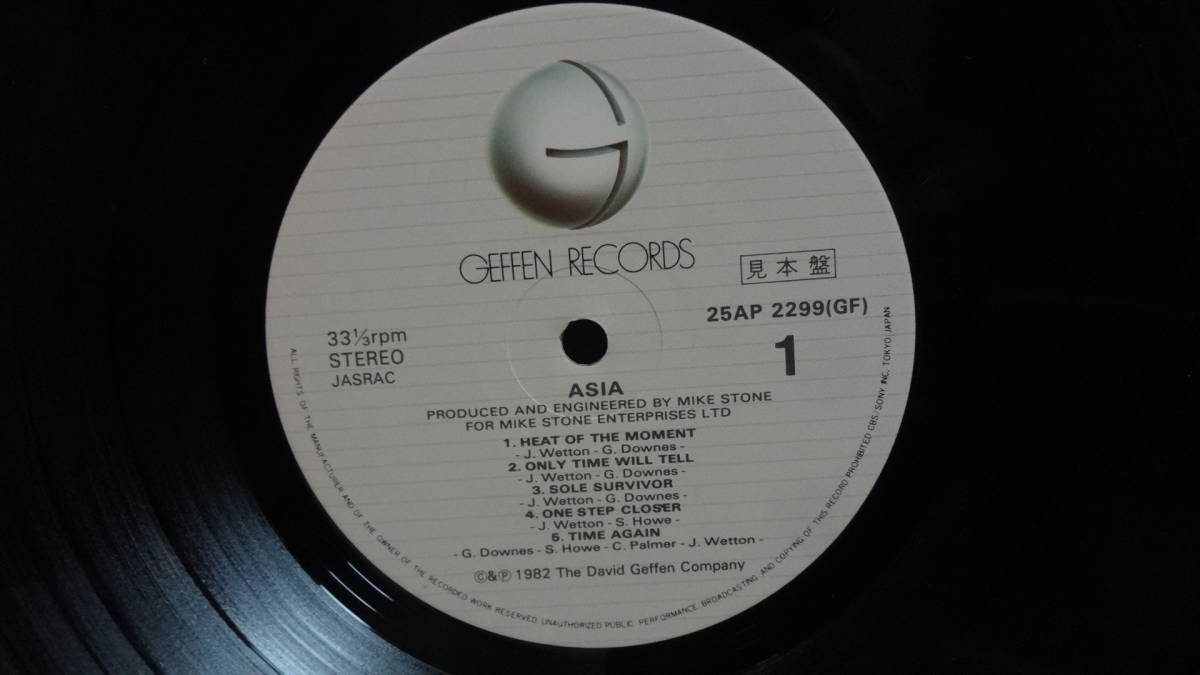 GEFFEN RECORDS
見本盤
25AP 2299(GF)
1
33⅓rpm
STEREO
JASRAC
ASIA
PRODUCED AND ENGINEERED BY MIKE STONE
FOR MIKE STONE ENTERPRISES LTD
1. HEAT OF THE MOMENT
- J. Wetton - G. Downes -
2. ONLY TIME WILL TELL
- J. Wetton - G. Downes -
3. SOLE SURVIVOR
- J. Wetton - G. Downes -
4. ONE STEP CLOSER
- J. Wetton - S. Howe -
5. TIME AGAIN
- G. Downes - S. Howe - C. Palmer - J. Wetton -
©&℗ 1982 The David Geffen Company
ALL RIGHTS OF THE MANUFACTURER AND OF THE OWNER OF THE RECORDED WORK RESERVED. UNAUTHORIZED PUBLIC PERFORMANCE, BROADCASTING AND COPYING OF THIS RECORD PROHIBITED CBS/SONY INC. TOKYO JAPAN